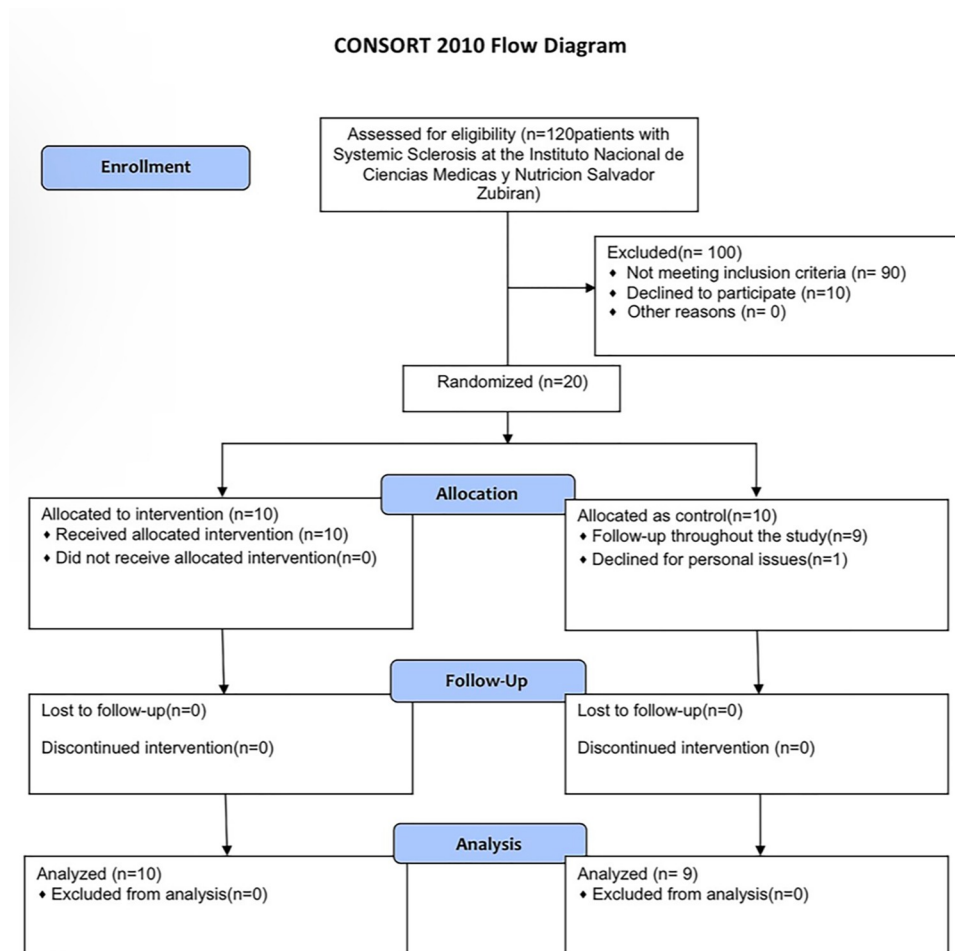 CONSORT 2010 Flow Diagram
Enrollment
Assessed for eligibility (n=120patients with
Systemic Sclerosis at the Instituto Nacional de
Ciencias Medicas y Nutricion Salvador
Zubiran)
Excluded(n= 100)
♦ Not meeting inclusion criteria (n= 90)
♦ Declined to participate (n=10)
♦ Other reasons (n= 0)
Randomized (n=20)
Allocation
Allocated to intervention (n=10)
♦ Received allocated intervention (n=10)
♦ Did not receive allocated intervention(n=0)
Allocated as control(n=10)
♦ Follow-up throughout the study(n=9)
♦ Declined for personal issues(n=1)
Follow-Up
Lost to follow-up(n=0)
Discontinued intervention(n=0)
Lost to follow-up(n=0)
Discontinued intervention (n=0)
Analysis
Analyzed (n=10)
♦ Excluded from analysis(n=0)
Analyzed (n= 9)
♦ Excluded from analysis(n=0)